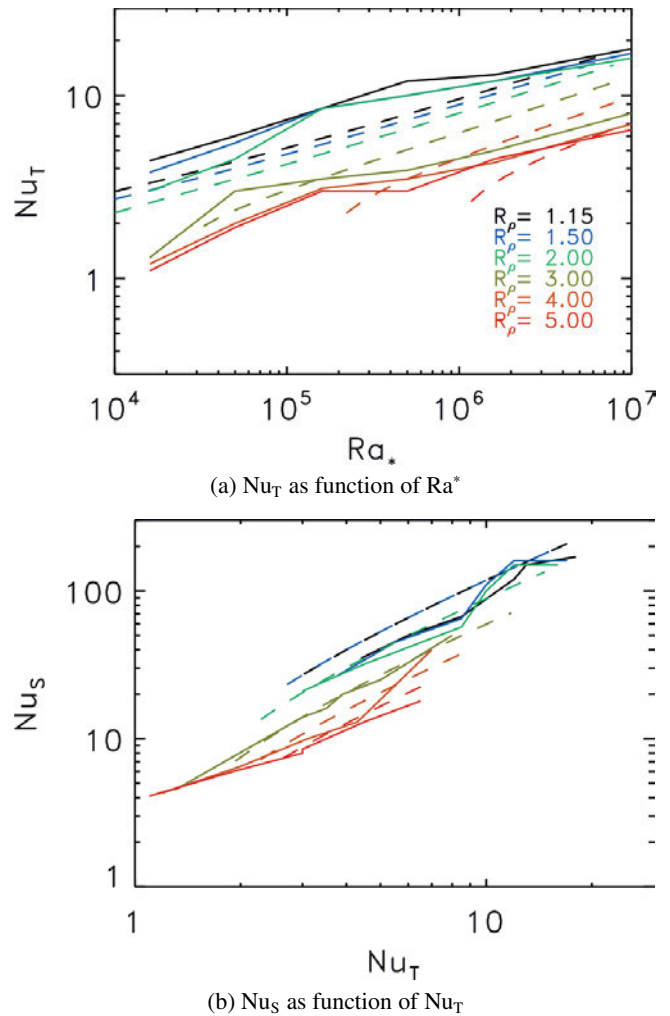 10
Nu_T
1
R_ρ= 1.15
R_ρ= 1.50
R_ρ= 2.00
R_ρ= 3.00
R_ρ= 4.00
R_ρ= 5.00
10^4 10^5 10^6 10^7
Ra_*
(a) Nu_T as function of Ra^*
100
Nu_S
10
1
1 10
Nu_T
(b) Nu_S as function of Nu_T